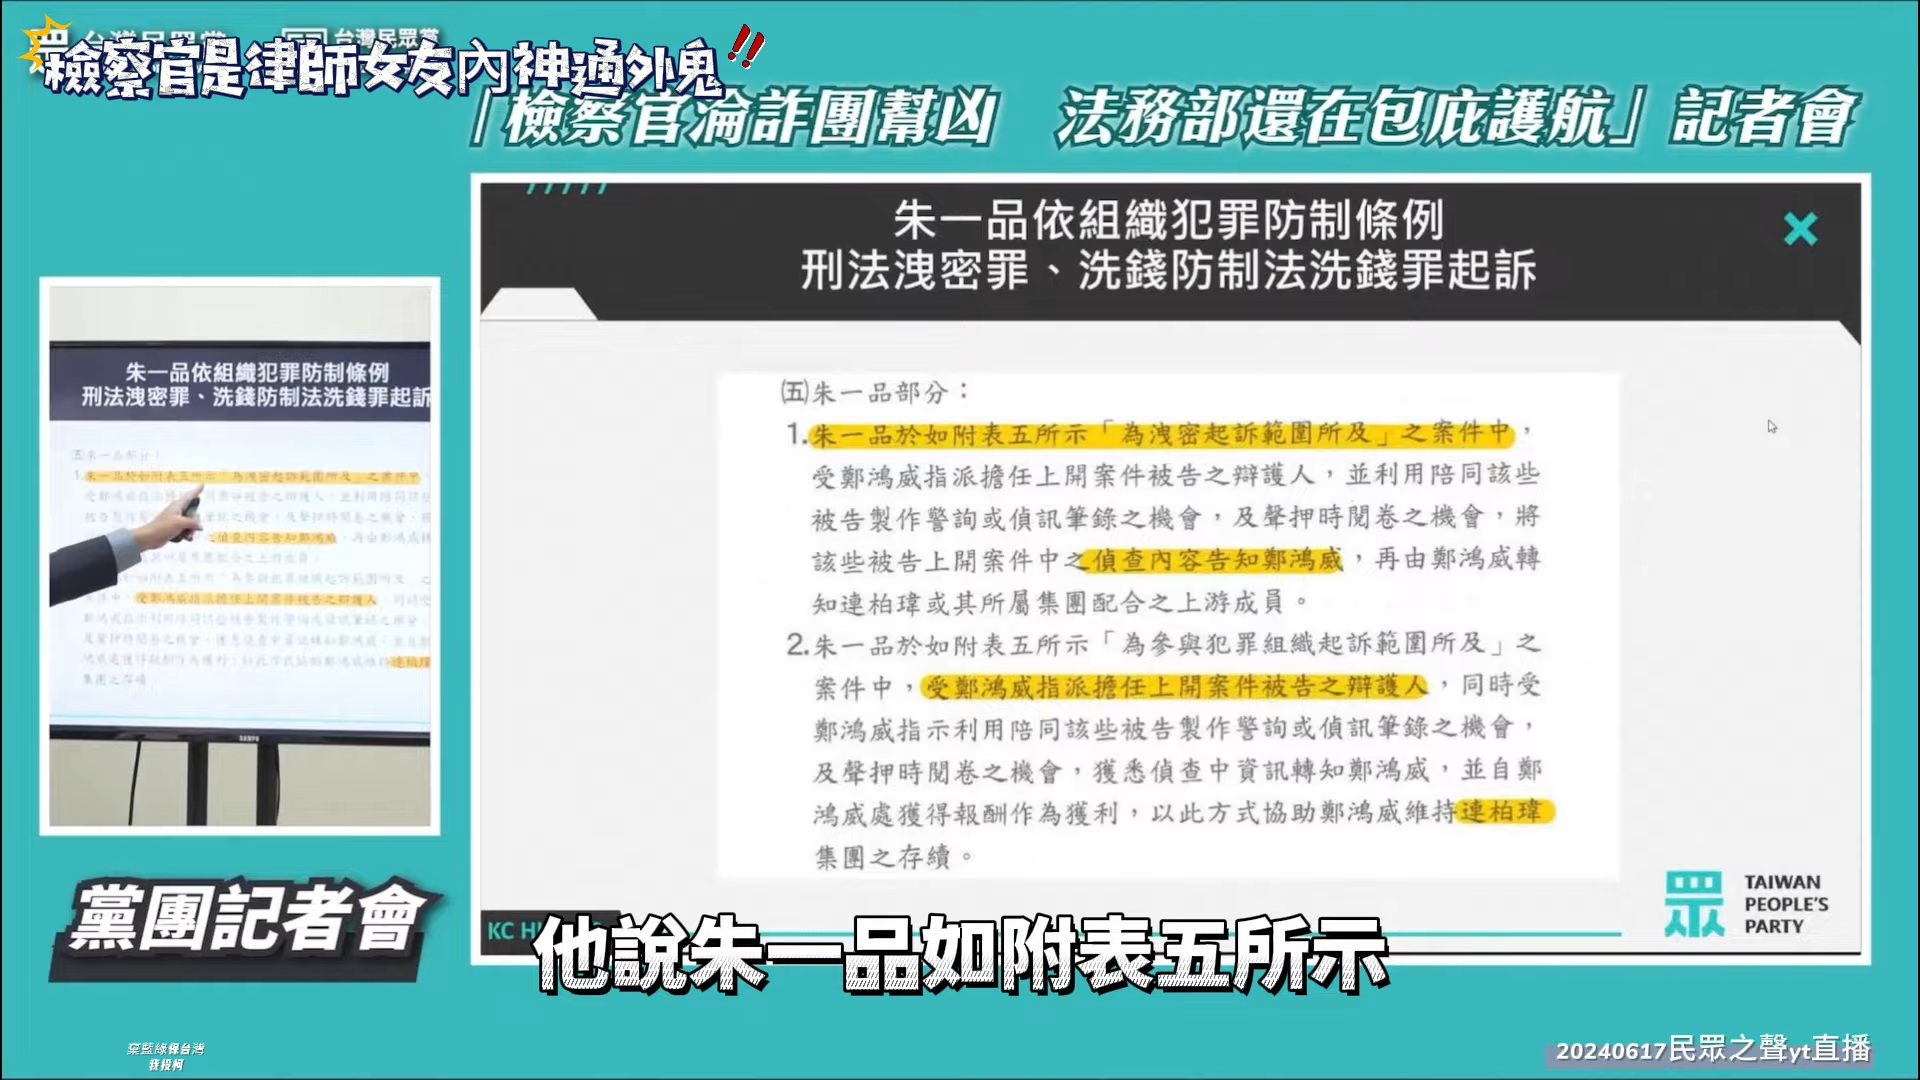 檢察官是律師女友內神通外鬼!!
台灣民眾黨
「檢察官淪詐團幫凶 法務部還在包庇護航」記者會
朱一品依組織犯罪防制條例
刑法洩密罪、洗錢防制法洗錢罪起訴
㈤朱一品部分：
1.朱一品於如附表五所示「為洩密起訴範圍所及」之案件中，
受鄭鴻威指派擔任上開案件被告之辯護人，並利用陪同該些
被告製作警詢或偵訊筆錄之機會，及聲押時閱卷之機會，將
該些被告上開案件中之偵查內容告知鄭鴻威，再由鄭鴻威轉
知連柏瑋或其所屬集團配合之上游成員。
2.朱一品於如附表五所示「為參與犯罪組織起訴範圍所及」之
案件中，受鄭鴻威指派擔任上開案件被告之辯護人，同時受
鄭鴻威指示利用陪同該些被告製作警詢或偵訊筆錄之機會，
及聲押時閱卷之機會，獲悉偵查中資訊轉知鄭鴻威，並自鄭
鴻威處獲得報酬作為獲利，以此方式協助鄭鴻威維持連柏瑋
集團之存續。
朱一品依組織犯罪防制條例
刑法洩密罪、洗錢防制法洗錢罪起訴
SAMPO
黨團記者會
KC H
TAIWAN
PEOPLE'S
PARTY
他說朱一品如附表五所示
棄藍綠保台灣
我投柯
20240617民眾之聲yt直播